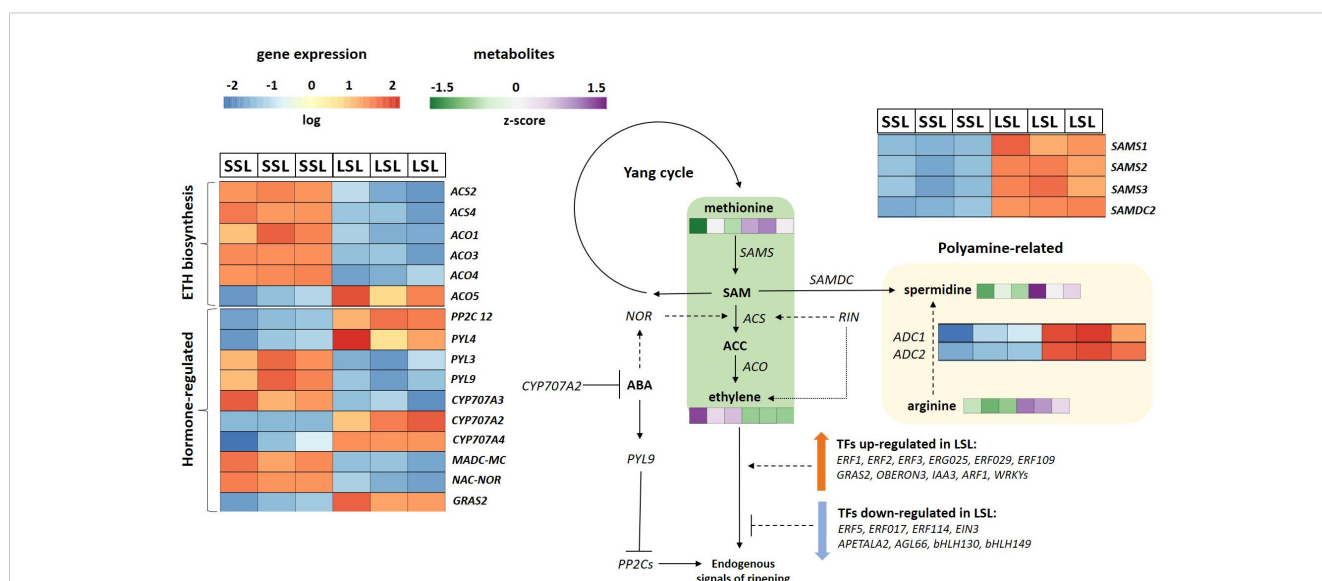 gene expression
metabolites
-2 -1 0 1 2
log
-1.5 0 1.5
z-score
SSL SSL SSL LSL LSL LSL
ETH biosynthesis
ACS2
ACS4
ACO1
ACO3
ACO4
ACO5
Hormone-regulated
PP2C 12
PYL4
PYL3
PYL9
CYP707A3
CYP707A2
CYP707A4
MADC-MC
NAC-NOR
GRAS2
Yang cycle
methionine
SAMS
SAM
SAMDC
NOR
ACS
RIN
ACC
ACO
CYP707A2
ABA
ethylene
PYL9
PP2Cs
Endogenous
signals of ripening
SSL SSL SSL LSL LSL LSL
SAMS1
SAMS2
SAMS3
SAMDC2
Polyamine-related
spermidine
ADC1
ADC2
arginine
TFs up-regulated in LSL:
ERF1, ERF2, ERF3, ERG025, ERF029, ERF109
GRAS2, OBERON3, IAA3, ARF1, WRKYs
TFs down-regulated in LSL:
ERF5, ERF017, ERF114, EIN3
APETALA2, AGL66, bHLH130, bHLH149